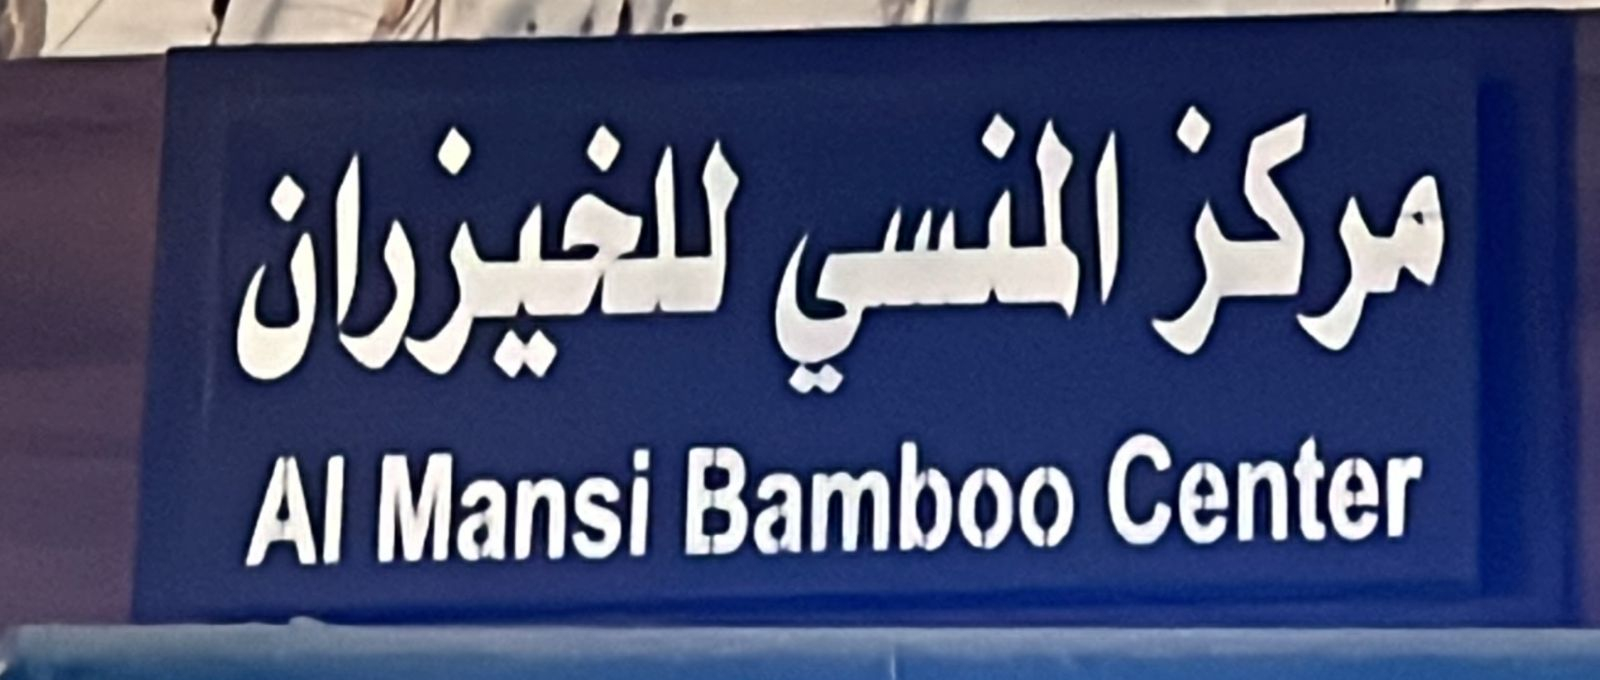 مركز المنسي للخيزران
Al Mansi Bamboo Center